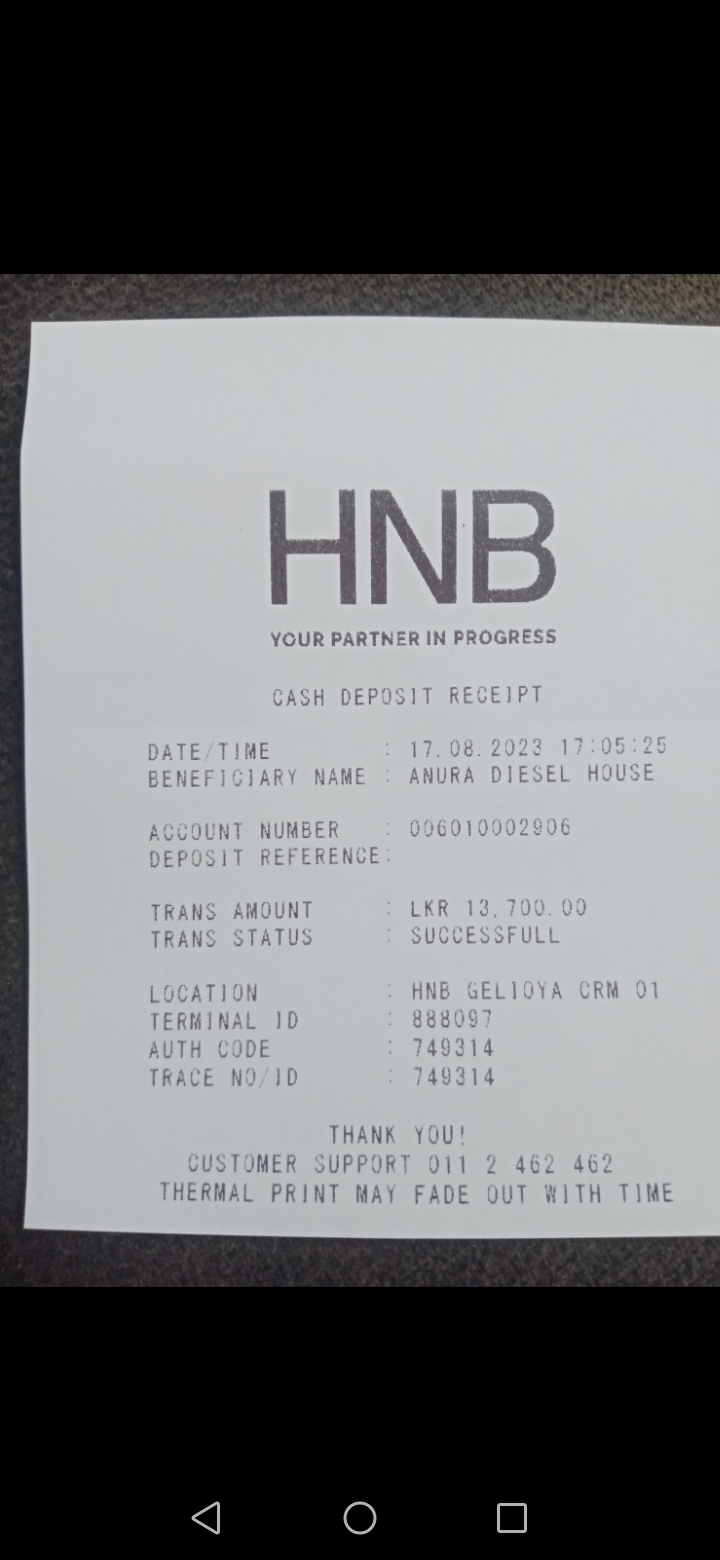 HNB
YOUR PARTNER IN PROGRESS
CASH DEPOSIT RECEIPT
DATE/TIME : 17.08.2023 17:05:25
BENEFICIARY NAME : ANURA DIESEL HOUSE
ACCOUNT NUMBER : 006010002906
DEPOSIT REFERENCE:
TRANS AMOUNT : LKR 13,700.00
TRANS STATUS : SUCCESSFULL
LOCATION : HNB GELIOYA CRM 01
TERMINAL ID : 888097
AUTH CODE : 749314
TRACE NO/ID : 749314
THANK YOU!
CUSTOMER SUPPORT 011 2 462 462
THERMAL PRINT MAY FADE OUT WITH TIME